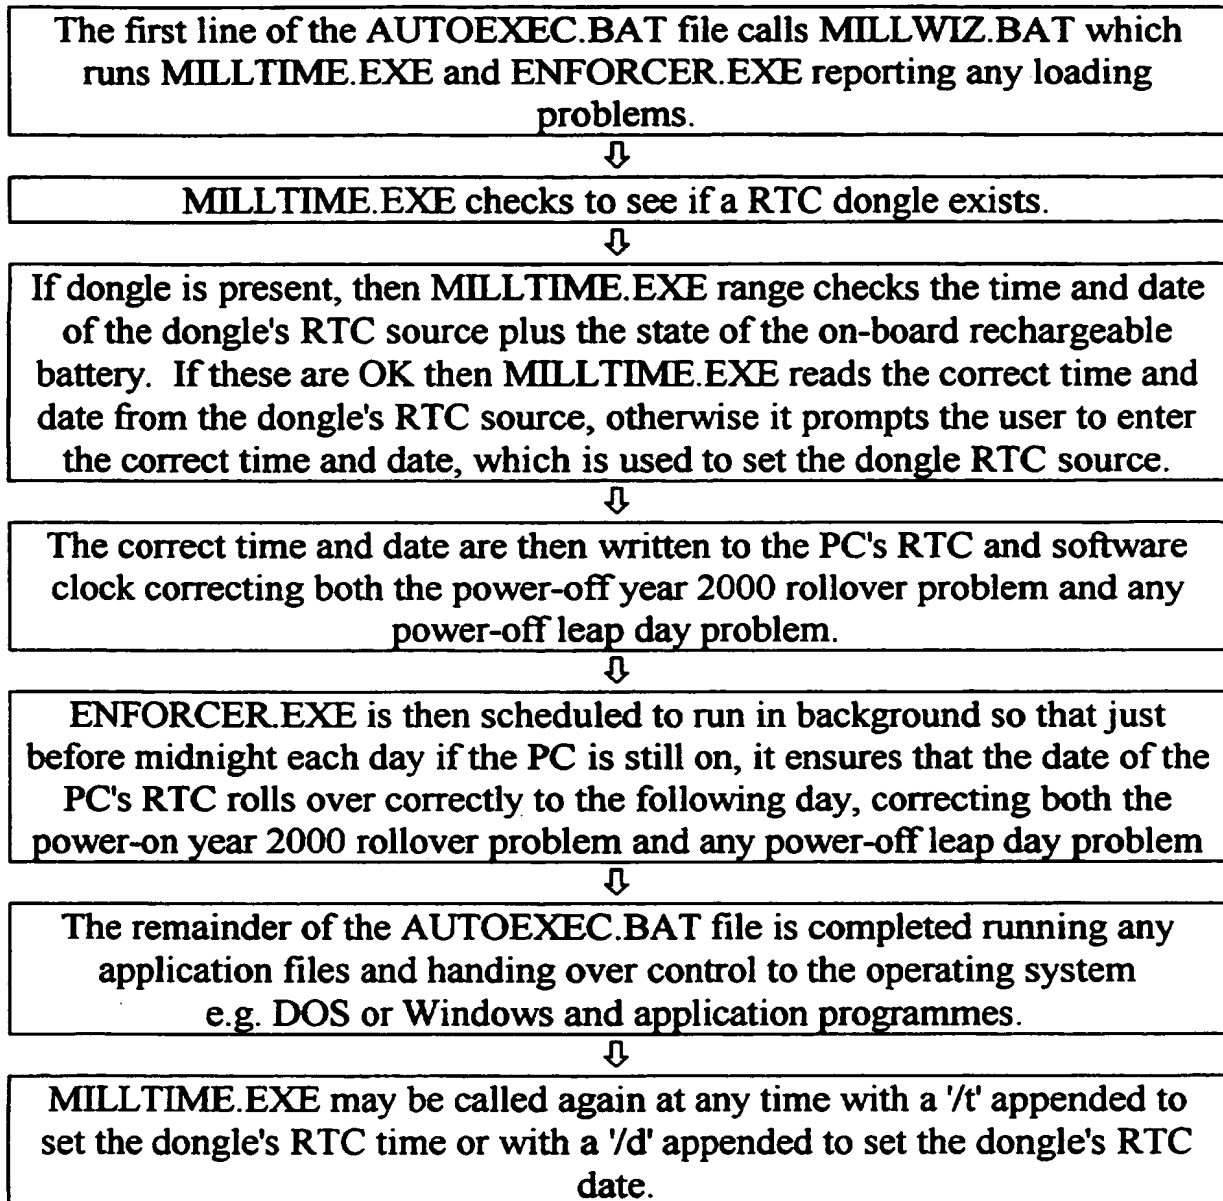 The first line of the AUTOEXEC.BAT file calls MILLWIZ.BAT which
runs MILLTIME.EXE and ENFORCER.EXE reporting any loading
problems.
MILLTIME.EXE checks to see if a RTC dongle exists.
If dongle is present, then MILLTIME.EXE range checks the time and date
of the dongle's RTC source plus the state of the on-board rechargeable
battery. If these are OK then MILLTIME.EXE reads the correct time and
date from the dongle's RTC source, otherwise it prompts the user to enter
the correct time and date, which is used to set the dongle RTC source.
The correct time and date are then written to the PC's RTC and software
clock correcting both the power-off year 2000 rollover problem and any
power-off leap day problem.
ENFORCER.EXE is then scheduled to run in background so that just
before midnight each day if the PC is still on, it ensures that the date of the
PC's RTC rolls over correctly to the following day, correcting both the
power-on year 2000 rollover problem and any power-off leap day problem
The remainder of the AUTOEXEC.BAT file is completed running any
application files and handing over control to the operating system
e.g. DOS or Windows and application programmes.
MILLTIME.EXE may be called again at any time with a '/t' appended to
set the dongle's RTC time or with a '/d' appended to set the dongle's RTC
date.